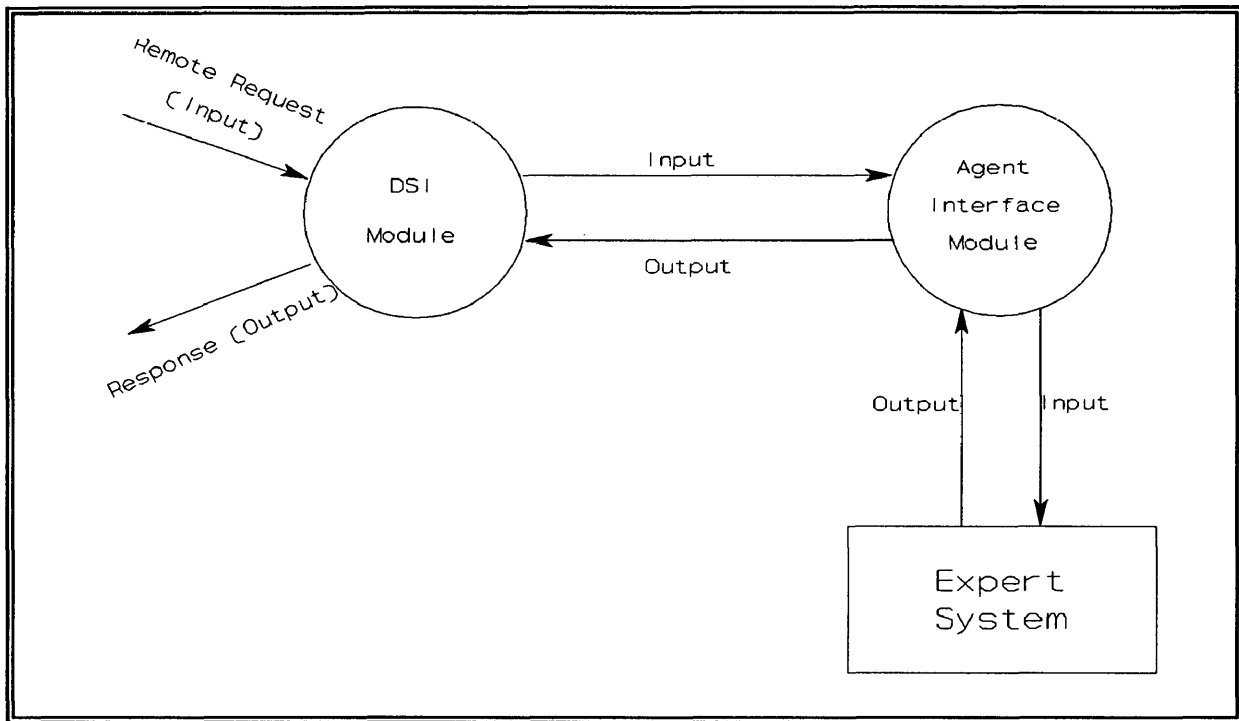 Remote Request
(Input)
DSI
Module
Response (Output)
Input
Output
Agent
Interface
Module
Output
Input
Expert
System